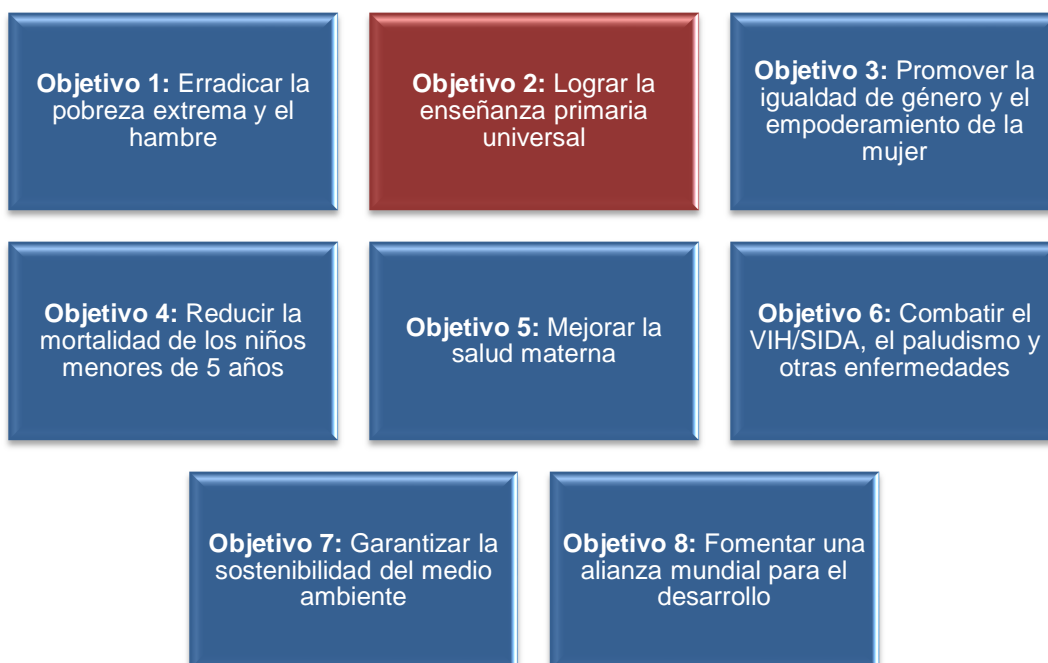 Objetivo 1: Erradicar la
pobreza extrema y el
hambre
Objetivo 2: Lograr la
enseñanza primaria
universal
Objetivo 3: Promover la
igualdad de género y el
empoderamiento de la
mujer
Objetivo 4: Reducir la
mortalidad de los niños
menores de 5 años
Objetivo 5: Mejorar la
salud materna
Objetivo 6: Combatir el
VIH/SIDA, el paludismo y
otras enfermedades
Objetivo 7: Garantizar la
sostenibilidad del medio
ambiente
Objetivo 8: Fomentar una
alianza mundial para el
desarrollo